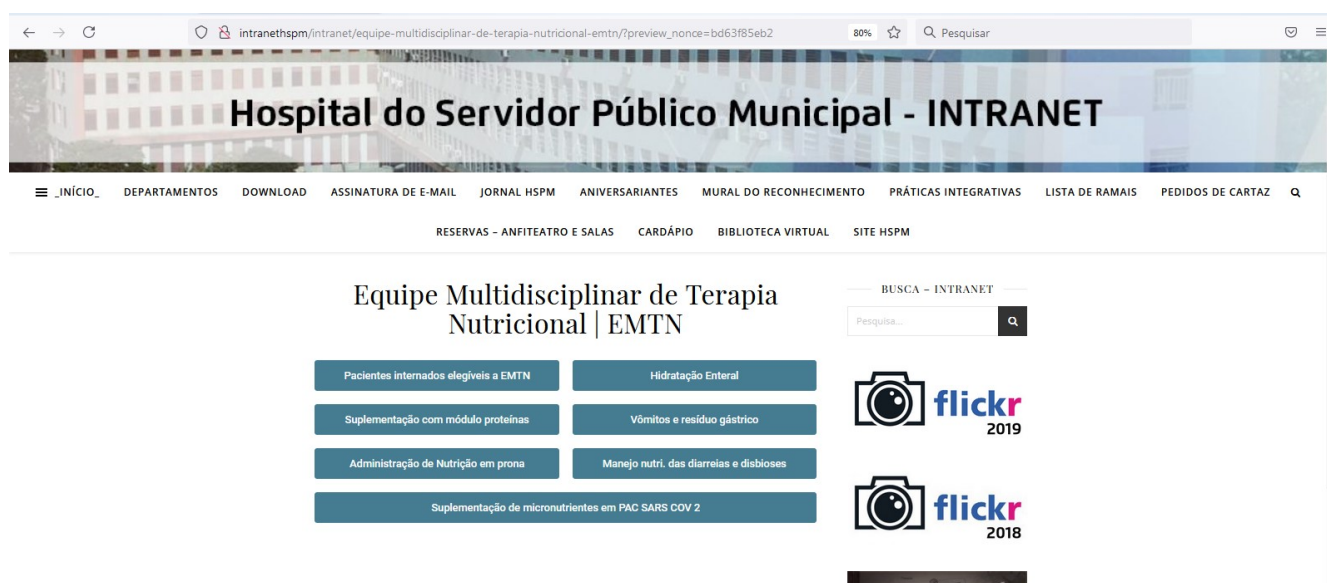 intranethspm/intranet/equipe-multidisciplinar-de-terapia-nutricional-emtn/?preview_nonce=bd63f85eb2
80%
Pesquisar
Hospital do Servidor Público Municipal - INTRANET
_INÍCIO_ DEPARTAMENTOS DOWNLOAD ASSINATURA DE E-MAIL JORNAL HSPM ANIVERSARIANTES MURAL DO RECONHECIMENTO PRÁTICAS INTEGRATIVAS LISTA DE RAMAIS PEDIDOS DE CARTAZ
RESERVAS – ANFITEATRO E SALAS CARDÁPIO BIBLIOTECA VIRTUAL SITE HSPM
Equipe Multidisciplinar de Terapia
Nutricional | EMTN
Pacientes internados elegíveis a EMTN
Hidratação Enteral
Suplementação com módulo proteínas
Vômitos e resíduo gástrico
Administração de Nutrição em prona
Manejo nutri. das diarreias e disbioses
Suplementação de micronutrientes em PAC SARS COV 2
BUSCA – INTRANET
Pesquisa...
flickr
2019
flickr
2018